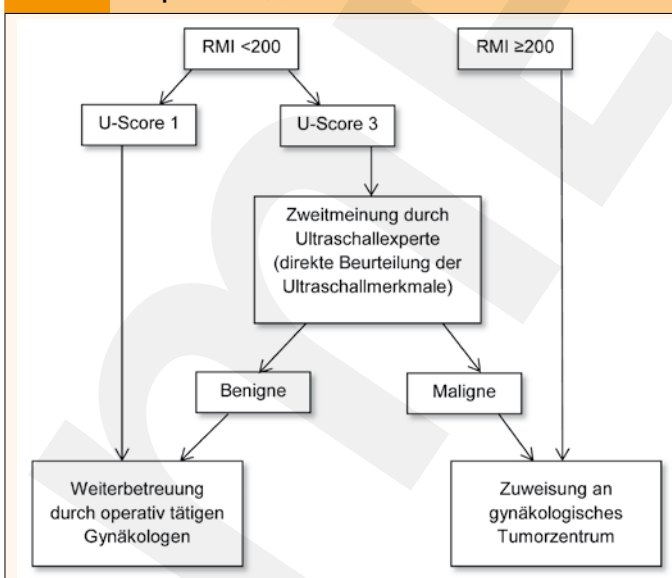 RMI <200
RMI ≥200
U-Score 1
U-Score 3
Zweitmeinung durch
Ultraschallexperte
(direkte Beurteilung der
Ultraschallmerkmale)
Benigne
Maligne
Weiterbetreuung
durch operativ tätigen
Gynäkologen
Zuweisung an
gynäkologisches
Tumorzentrum